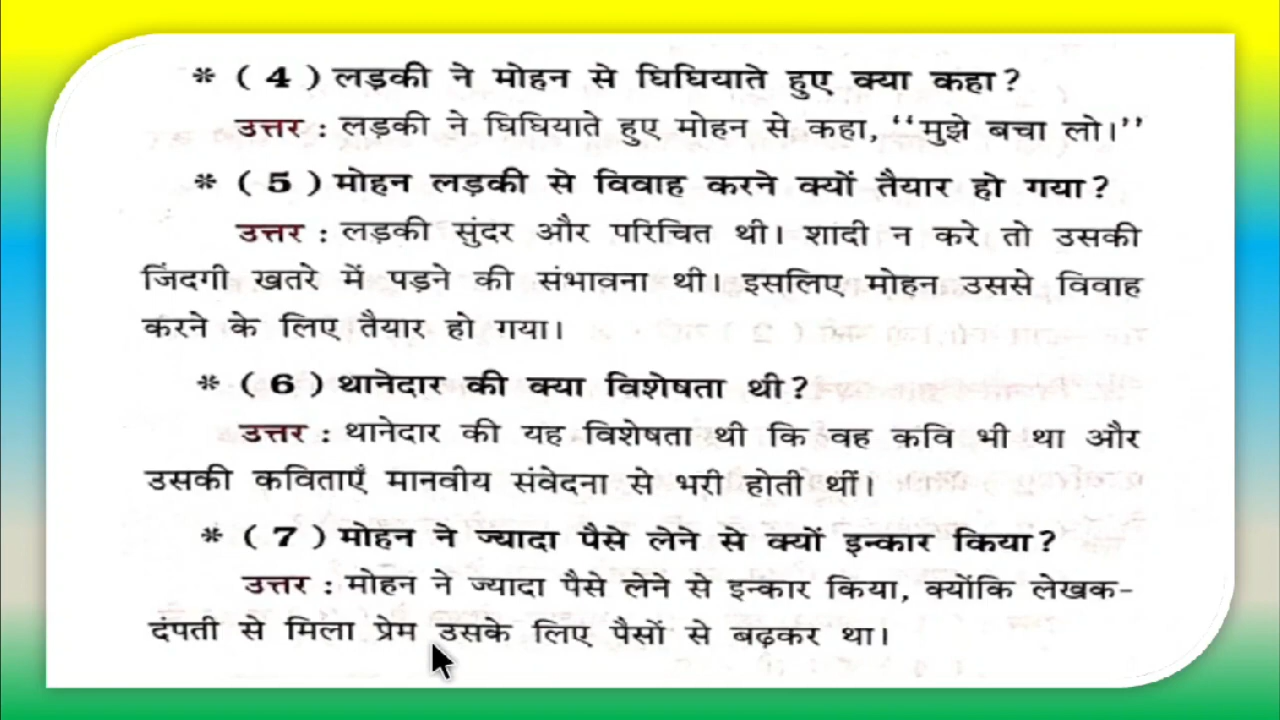 * ( 4 ) लड़की ने मोहन से घिघियाते हुए क्या कहा?
उत्तर : लड़की ने घिघियाते हुए मोहन से कहा, ‘‘मुझे बचा लो।’’
* ( 5 ) मोहन लड़की से विवाह करने क्यों तैयार हो गया?
उत्तर : लड़की सुंदर और परिचित थी। शादी न करे तो उसकी
जिंदगी खतरे में पड़ने की संभावना थी। इसलिए मोहन उससे विवाह
करने के लिए तैयार हो गया।
* ( 6 ) थानेदार की क्या विशेषता थी?
उत्तर : थानेदार की यह विशेषता थी कि वह कवि भी था और
उसकी कविताएँ मानवीय संवेदना से भरी होती थीं।
* ( 7 ) मोहन ने ज्यादा पैसे लेने से क्यों इन्कार किया?
उत्तर : मोहन ने ज्यादा पैसे लेने से इन्कार किया, क्योंकि लेखक-
दंपती से मिला प्रेम उसके लिए पैसों से बढ़कर था।